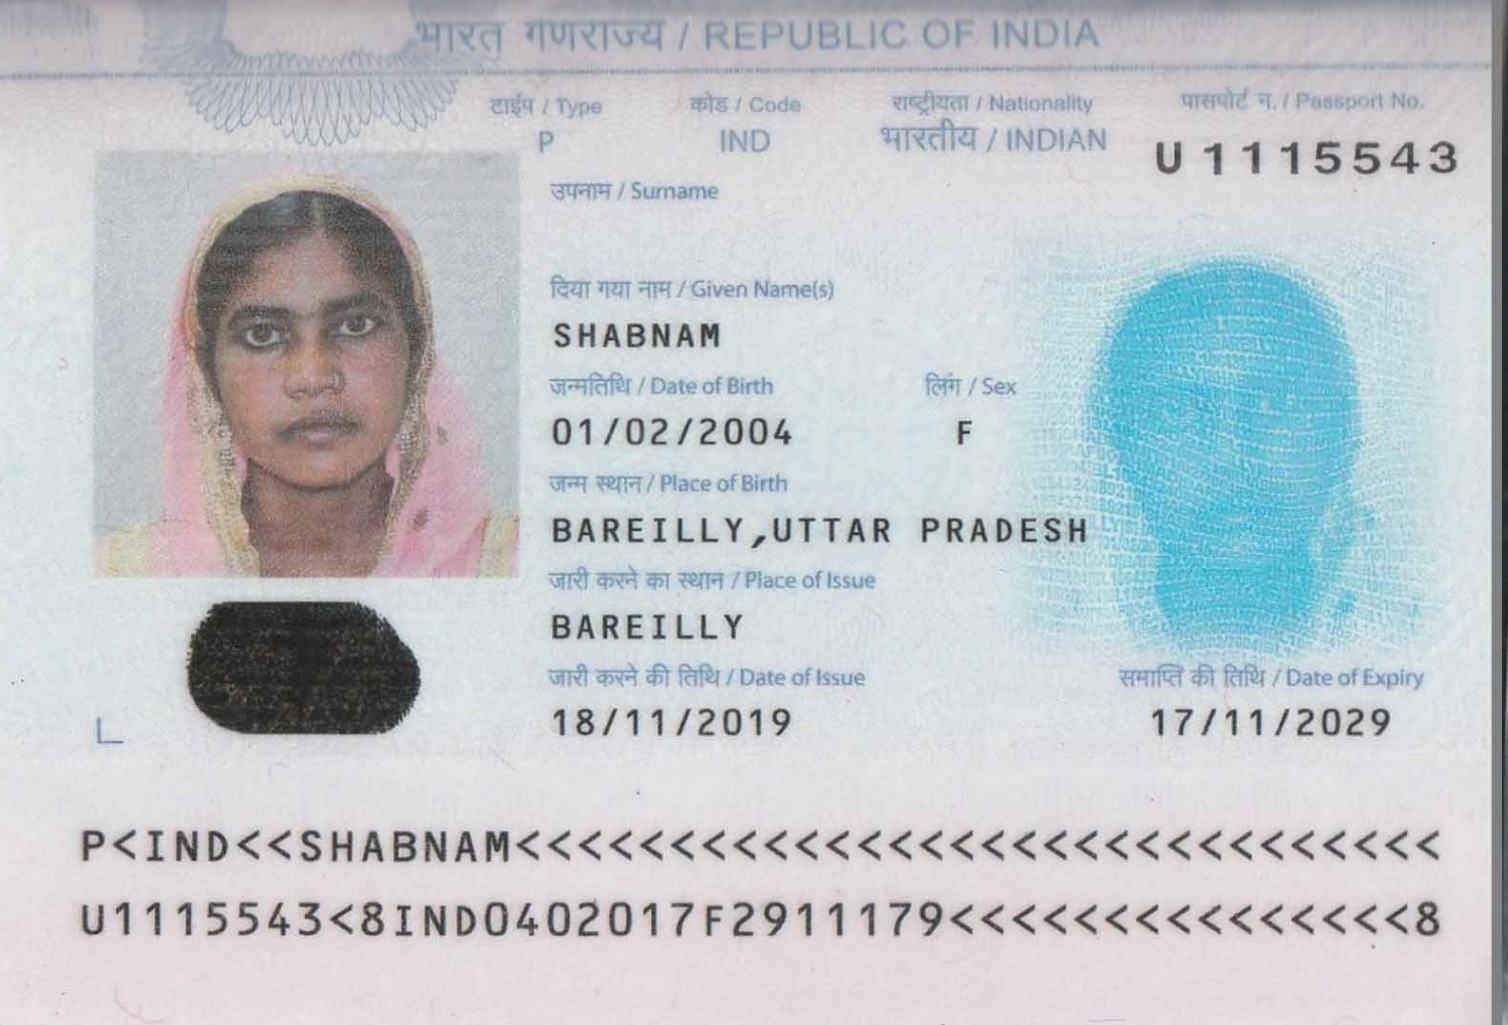 भारत गणराज्य / REPUBLIC OF INDIA
टाईप / Type कोड / Code राष्ट्रीयता / Nationality पासपोर्ट न. / Passport No.
P IND भारतीय / INDIAN U1115543
उपनाम / Surname
दिया गया नाम / Given Name(s)
SHABNAM
जन्मतिथि / Date of Birth लिंग / Sex
01/02/2004 F
जन्म स्थान / Place of Birth
BAREILLY,UTTAR PRADESH
जारी करने का स्थान / Place of Issue
BAREILLY
जारी करने की तिथि / Date of Issue समाप्ति की तिथि / Date of Expiry
18/11/2019 17/11/2029
P<IND<<SHABNAM<<<<<<<<<<<<<<<<<<<<<<<<<<<<<<
U1115543<8IND0402017F2911179<<<<<<<<<<<<<<<8